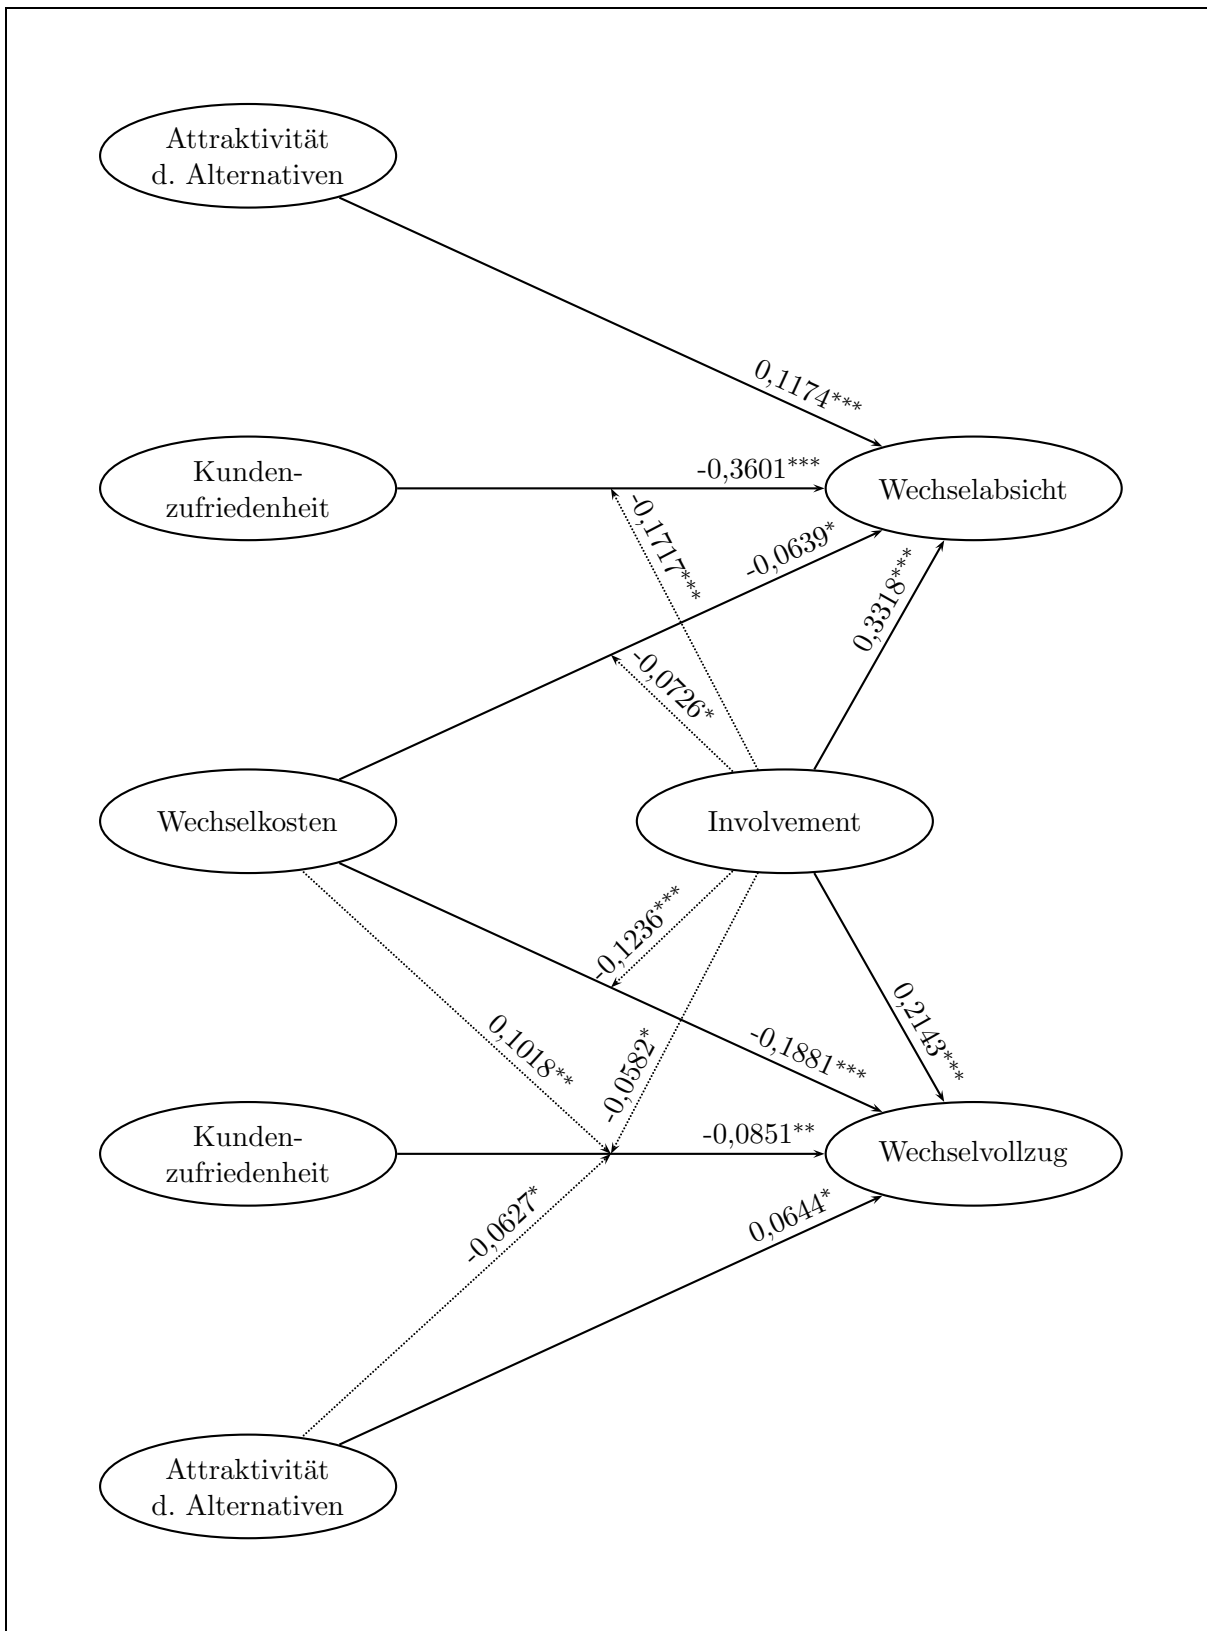 Attraktivität
d. Alternativen
0,1174***
Kunden-
zufriedenheit
-0,3601***
Wechselabsicht
-0,1717***
-0,0639*
0,3318***
-0,0726*
Wechselkosten
Involvement
-0,1236***
0,1018**
-0,0582*
-0,1881***
0,2143***
Kunden-
zufriedenheit
-0,0851**
Wechselvollzug
-0,0627*
0,0644*
Attraktivität
d. Alternativen